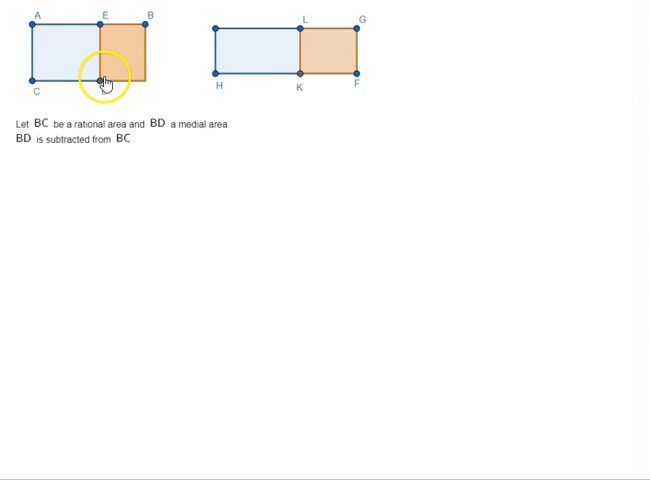 A E B
L G
C
H K F
Let BC be a rational area and BD a medial area
BD is subtracted from BC